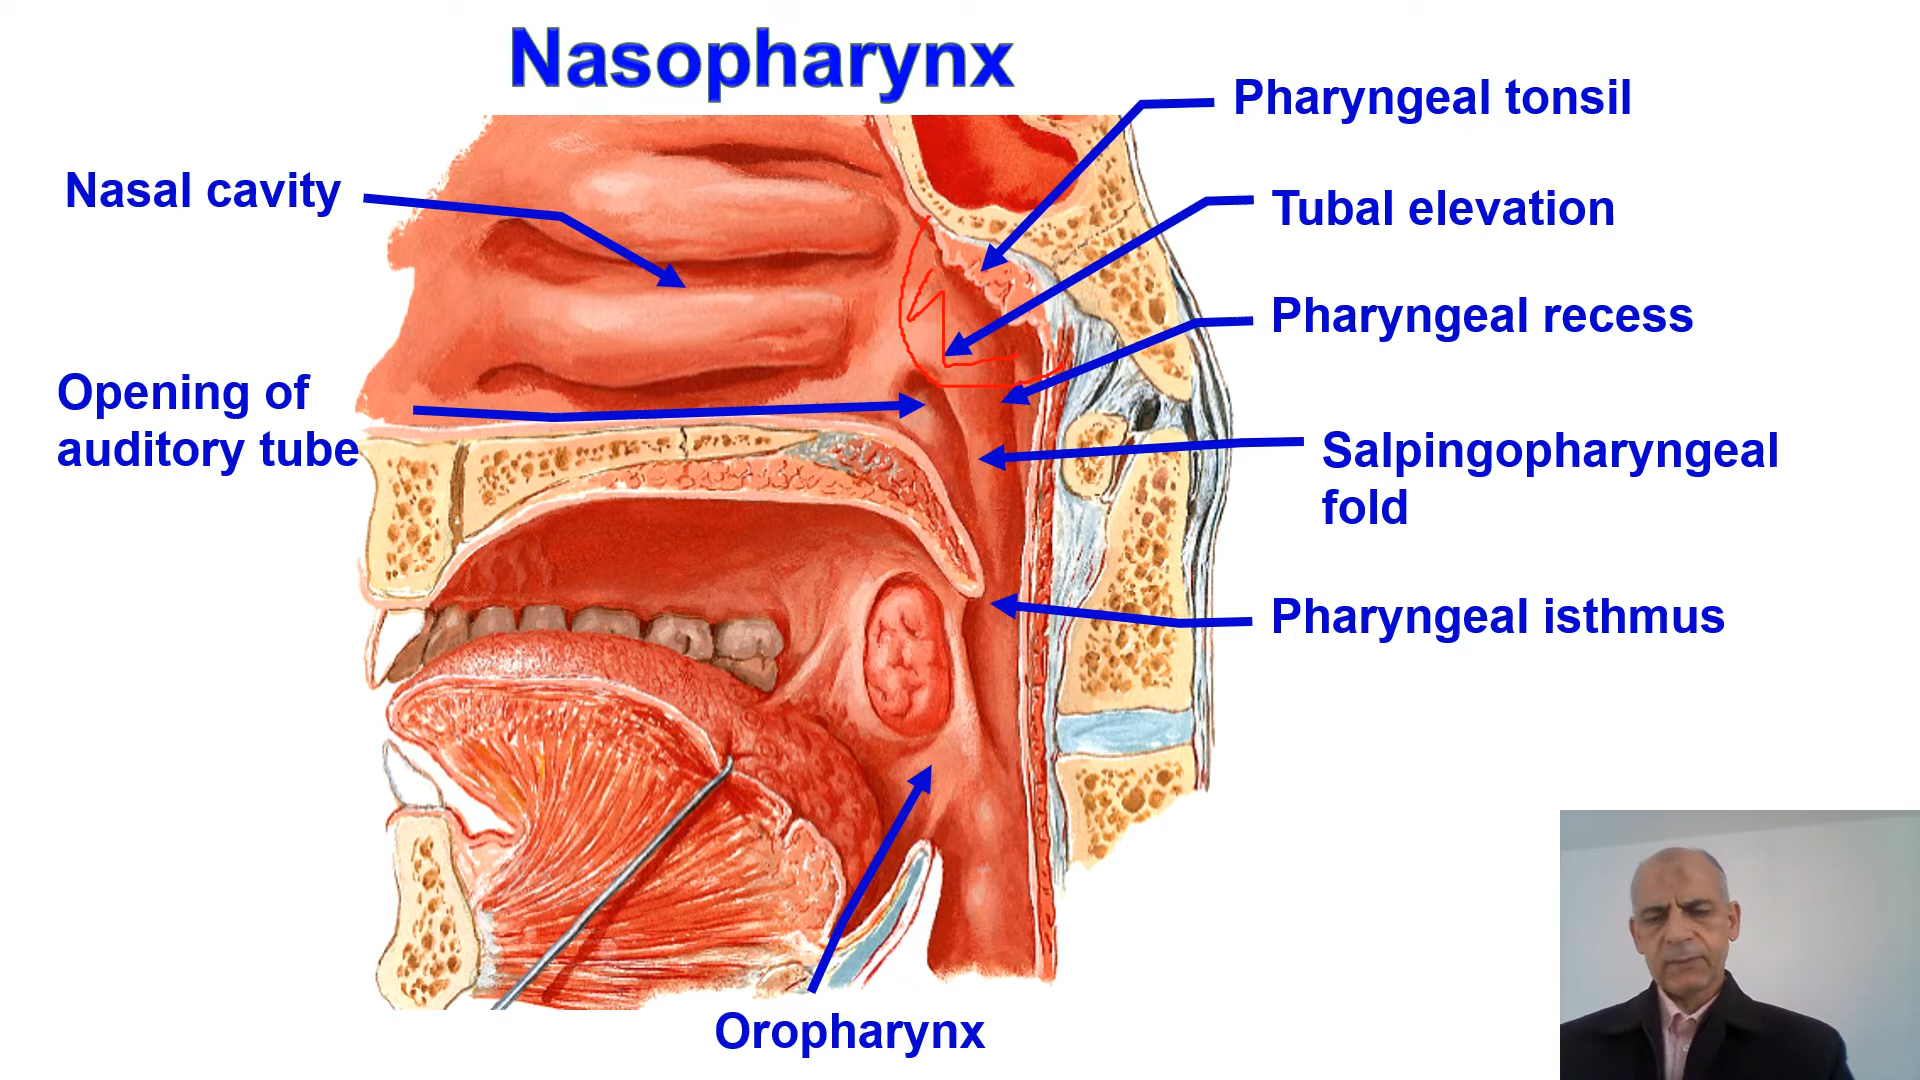 Nasopharynx
Pharyngeal tonsil
Nasal cavity
Tubal elevation
Pharyngeal recess
Opening of
auditory tube
Salpingopharyngeal
fold
Pharyngeal isthmus
Oropharynx